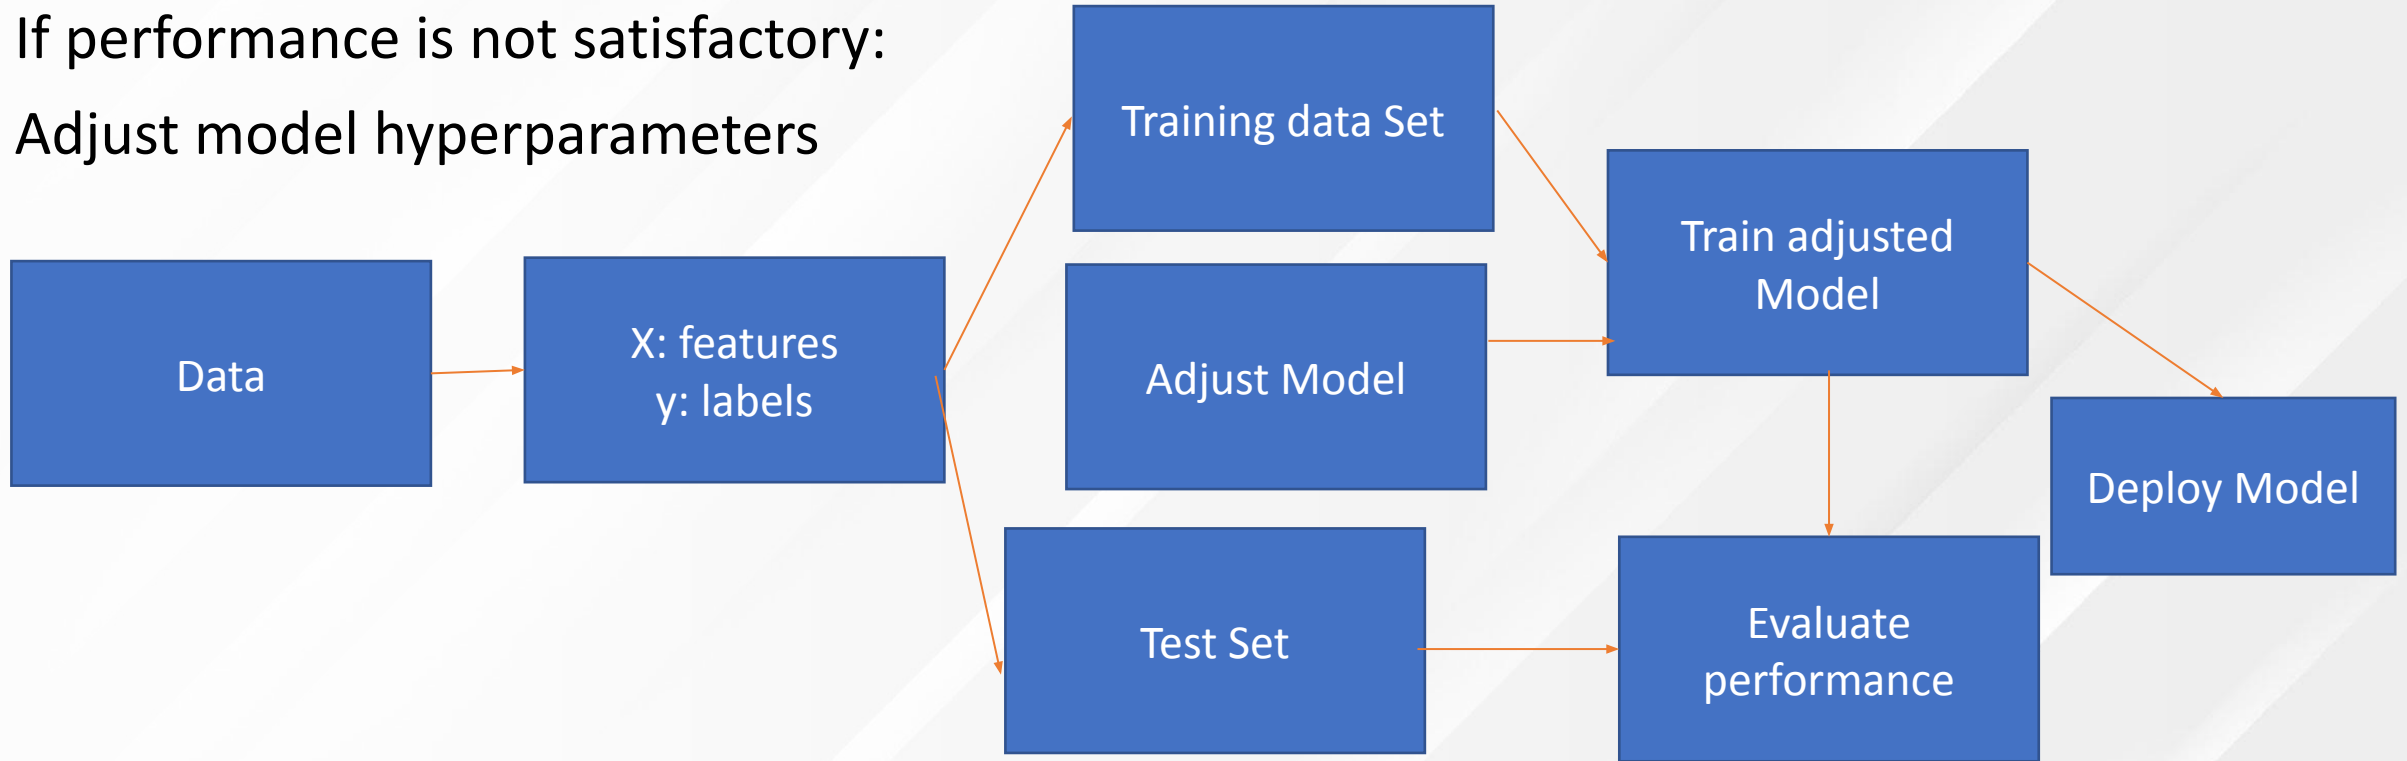 If performance is not satisfactory:
Adjust model hyperparameters
Data
X: features
y: labels
Training data Set
Adjust Model
Test Set
Train adjusted
Model
Evaluate
performance
Deploy Model